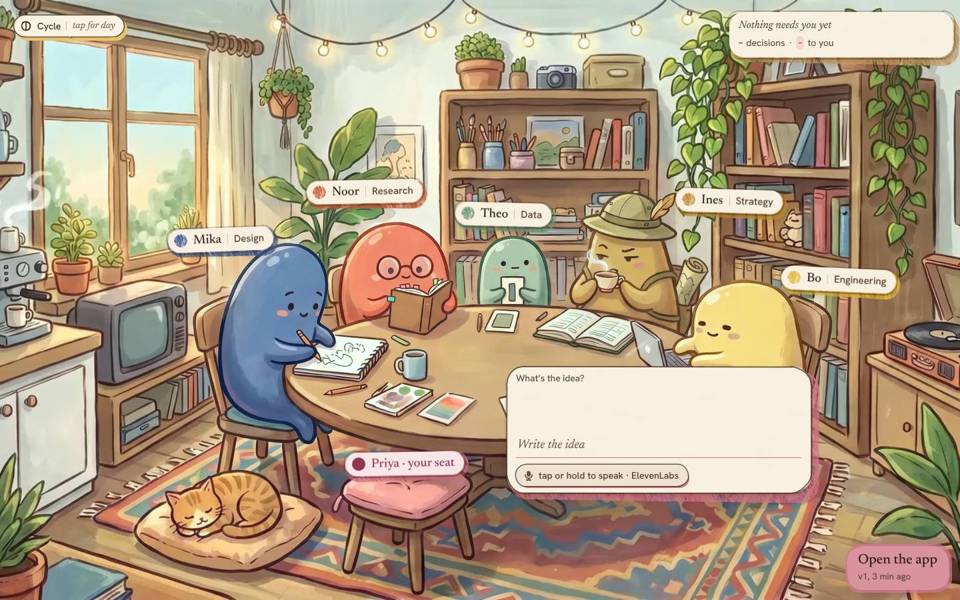 Cycle | tap for day
Nothing needs you yet
- decisions · - to you
Noor | Research
Ines | Strategy
Theo | Data
Mika | Design
Bo | Engineering
What's the idea?
Write the idea
tap or hold to speak · ElevenLabs
Priya · your seat
Open the app
v1, 3 min ago